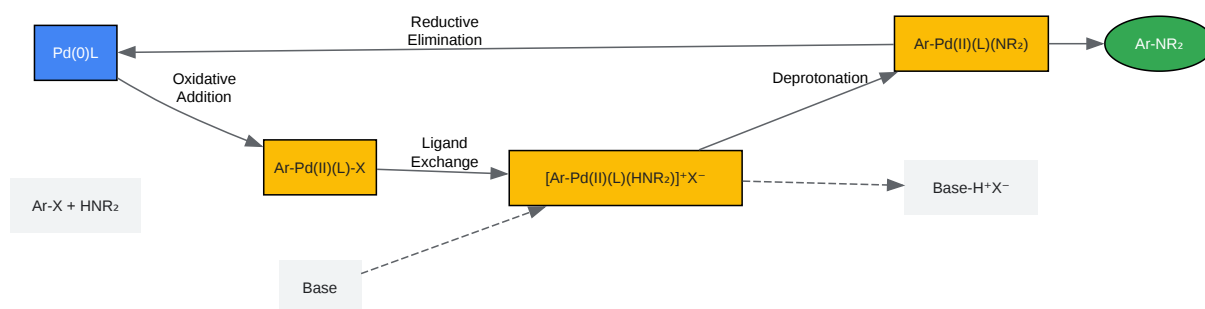 Reductive
Elimination
Pd(0)L
Ar-Pd(II)(L)(NR₂)
Ar-NR₂
Oxidative
Addition
Deprotonation
Ligand
Exchange
Ar-Pd(II)(L)-X
[Ar-Pd(II)(L)(HNR₂)]⁺X⁻
Base-H⁺X⁻
Ar-X + HNR₂
Base